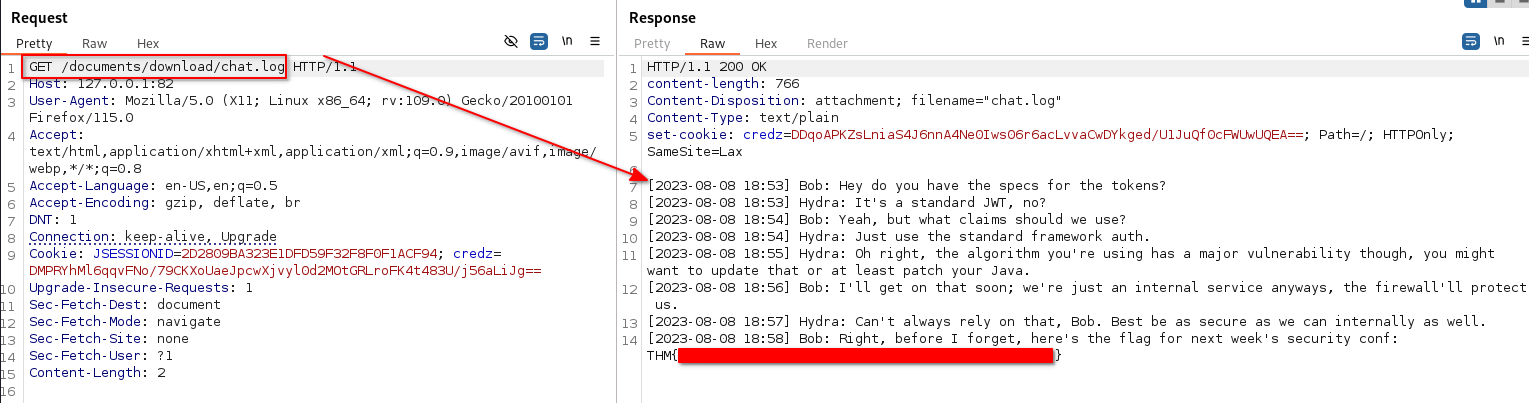 Request
Pretty Raw Hex
\n
1 GET /documents/download/chat.log HTTP/1.1
2 Host: 127.0.0.1:82
3 User-Agent: Mozilla/5.0 (X11; Linux x86_64; rv:109.0) Gecko/20100101
Firefox/115.0
4 Accept:
text/html,application/xhtml+xml,application/xml;q=0.9,image/avif,image/
webp,*/*;q=0.8
5 Accept-Language: en-US,en;q=0.5
6 Accept-Encoding: gzip, deflate, br
7 DNT: 1
8 Connection: keep-alive, Upgrade
9 Cookie: JSESSIONID=2D2809BA323E1DFD59F32F8F0F1ACF94; credz=
DMPRYhMl6qqvFNo/79CKXoUaeJpcwXjvyl0d2MOtGRLroFK4t483U/j56aLiJg==
10 Upgrade-Insecure-Requests: 1
11 Sec-Fetch-Dest: document
12 Sec-Fetch-Mode: navigate
13 Sec-Fetch-Site: none
14 Sec-Fetch-User: ?1
15 Content-Length: 2
16
Response
Pretty Raw Hex Render
\n
1 HTTP/1.1 200 OK
2 content-length: 766
3 Content-Disposition: attachment; filename="chat.log"
4 Content-Type: text/plain
5 set-cookie: credz=DDqoAPKZsLniaS4J6nnA4NeOIws06r6acLvvaCwDYkged/U1JuQf0cFWUwUQEA==; Path=/; HTTPOnly;
SameSite=Lax
6
7 [2023-08-08 18:53] Bob: Hey do you have the specs for the tokens?
8 [2023-08-08 18:53] Hydra: It's a standard JWT, no?
9 [2023-08-08 18:54] Bob: Yeah, but what claims should we use?
10 [2023-08-08 18:54] Hydra: Just use the standard framework auth.
11 [2023-08-08 18:55] Hydra: Oh right, the algorithm you're using has a major vulnerability though, you might
want to update that or at least patch your Java.
12 [2023-08-08 18:56] Bob: I'll get on that soon; we're just an internal service anyways, the firewall'll protect
us.
13 [2023-08-08 18:57] Hydra: Can't always rely on that, Bob. Best be as secure as we can internally as well.
14 [2023-08-08 18:58] Bob: Right, before I forget, here's the flag for next week's security conf:
THM{ }